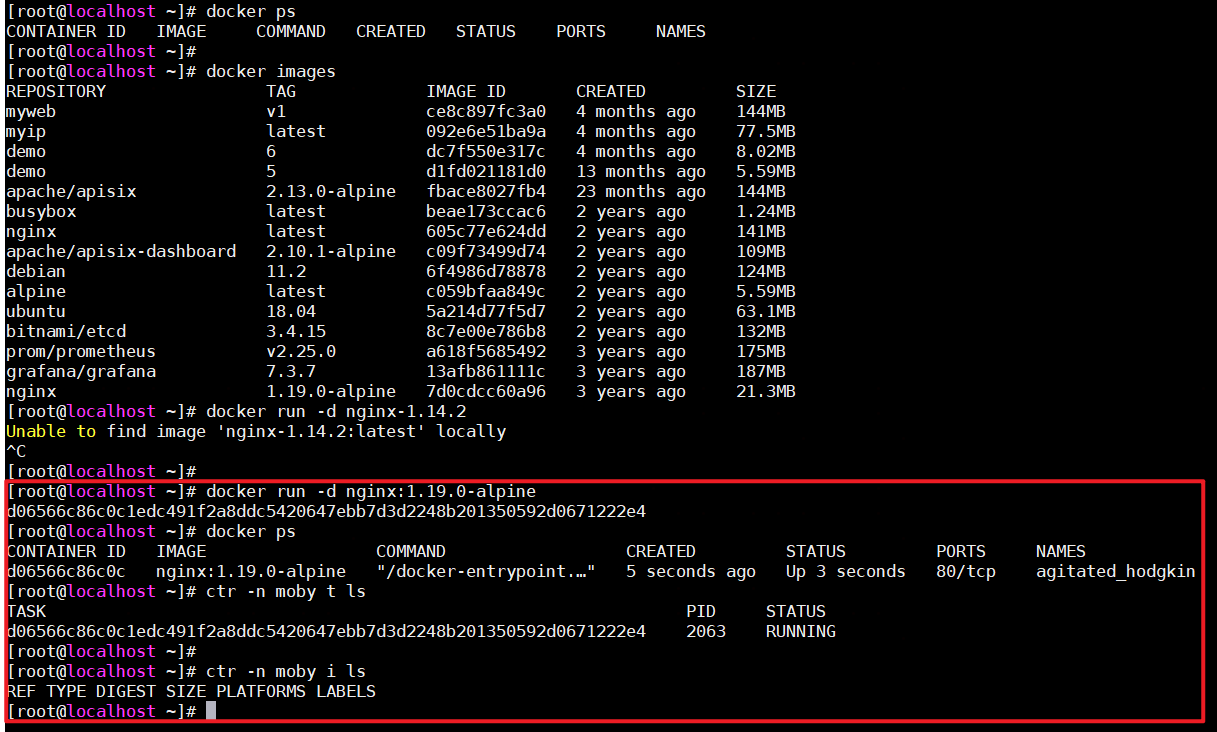 [root@localhost ~]# docker ps
CONTAINER ID   IMAGE     COMMAND   CREATED   STATUS    PORTS     NAMES
[root@localhost ~]#
[root@localhost ~]# docker images
REPOSITORY                TAG             IMAGE ID       CREATED         SIZE
myweb                     v1              ce8c897fc3a0   4 months ago    144MB
myip                      latest          092e6e51ba9a   4 months ago    77.5MB
demo                      6               dc7f550e317c   4 months ago    8.02MB
demo                      5               d1fd021181d0   13 months ago   5.59MB
apache/apisix             2.13.0-alpine   fbace8027fb4   23 months ago   144MB
busybox                   latest          beae173ccac6   2 years ago     1.24MB
nginx                     latest          605c77e624dd   2 years ago     141MB
apache/apisix-dashboard   2.10.1-alpine   c09f73499d74   2 years ago     109MB
debian                    11.2            6f4986d78878   2 years ago     124MB
alpine                    latest          c059bfaa849c   2 years ago     5.59MB
ubuntu                    18.04           5a214d77f5d7   2 years ago     63.1MB
bitnami/etcd              3.4.15          8c7e00e786b8   2 years ago     132MB
prom/prometheus           v2.25.0         a618f5685492   3 years ago     175MB
grafana/grafana           7.3.7           13afb861111c   3 years ago     187MB
nginx                     1.19.0-alpine   7d0cdcc60a96   3 years ago     21.3MB
[root@localhost ~]# docker run -d nginx-1.14.2
Unable to find image 'nginx-1.14.2:latest' locally
^C
[root@localhost ~]#
[root@localhost ~]# docker run -d nginx:1.19.0-alpine
d06566c86c0c1edc491f2a8ddc5420647ebb7d3d2248b201350592d0671222e4
[root@localhost ~]# docker ps
CONTAINER ID   IMAGE                 COMMAND                  CREATED         STATUS         PORTS     NAMES
d06566c86c0c   nginx:1.19.0-alpine   "/docker-entrypoint.…"   5 seconds ago   Up 3 seconds   80/tcp    agitated_hodgkin
[root@localhost ~]# ctr -n moby t ls
TASK                                                                PID     STATUS
d06566c86c0c1edc491f2a8ddc5420647ebb7d3d2248b201350592d0671222e4    2063    RUNNING
[root@localhost ~]#
[root@localhost ~]# ctr -n moby i ls
REF TYPE DIGEST SIZE PLATFORMS LABELS
[root@localhost ~]#